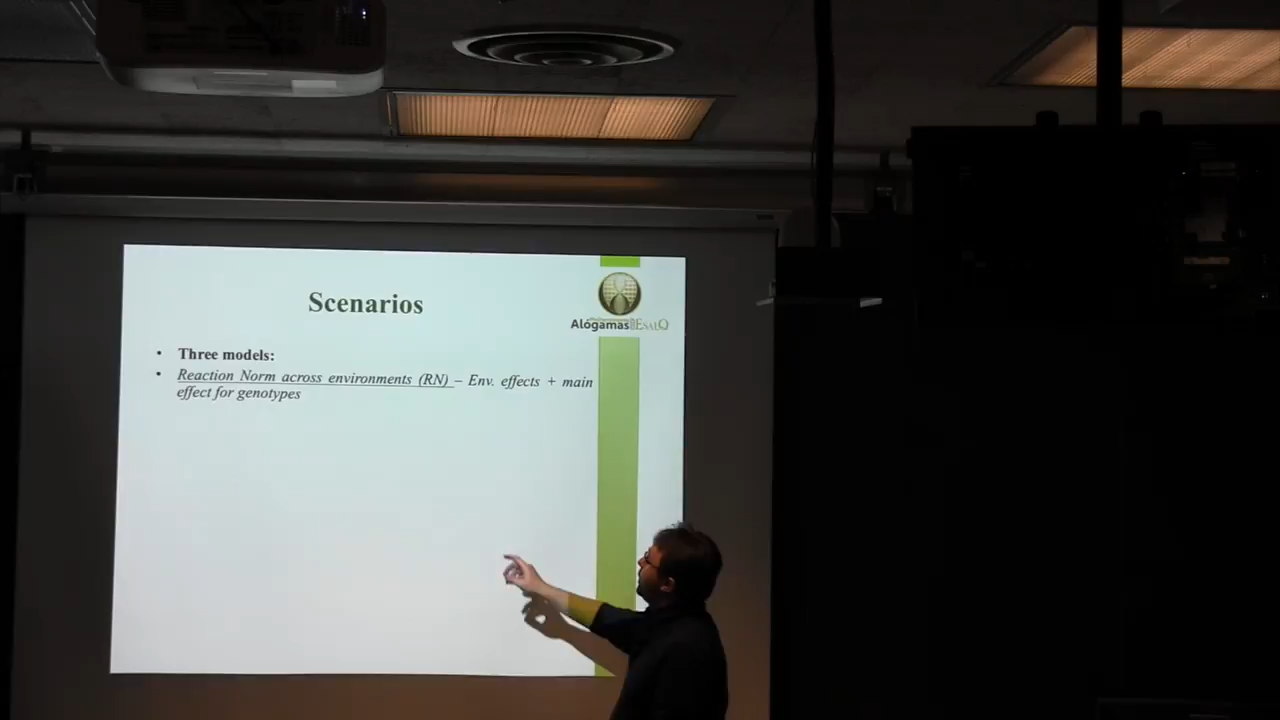 Scenarios
Alogamas ESALQ
• Three models:
• Reaction Norm across environments (RN) – Env. effects + main
effect for genotypes